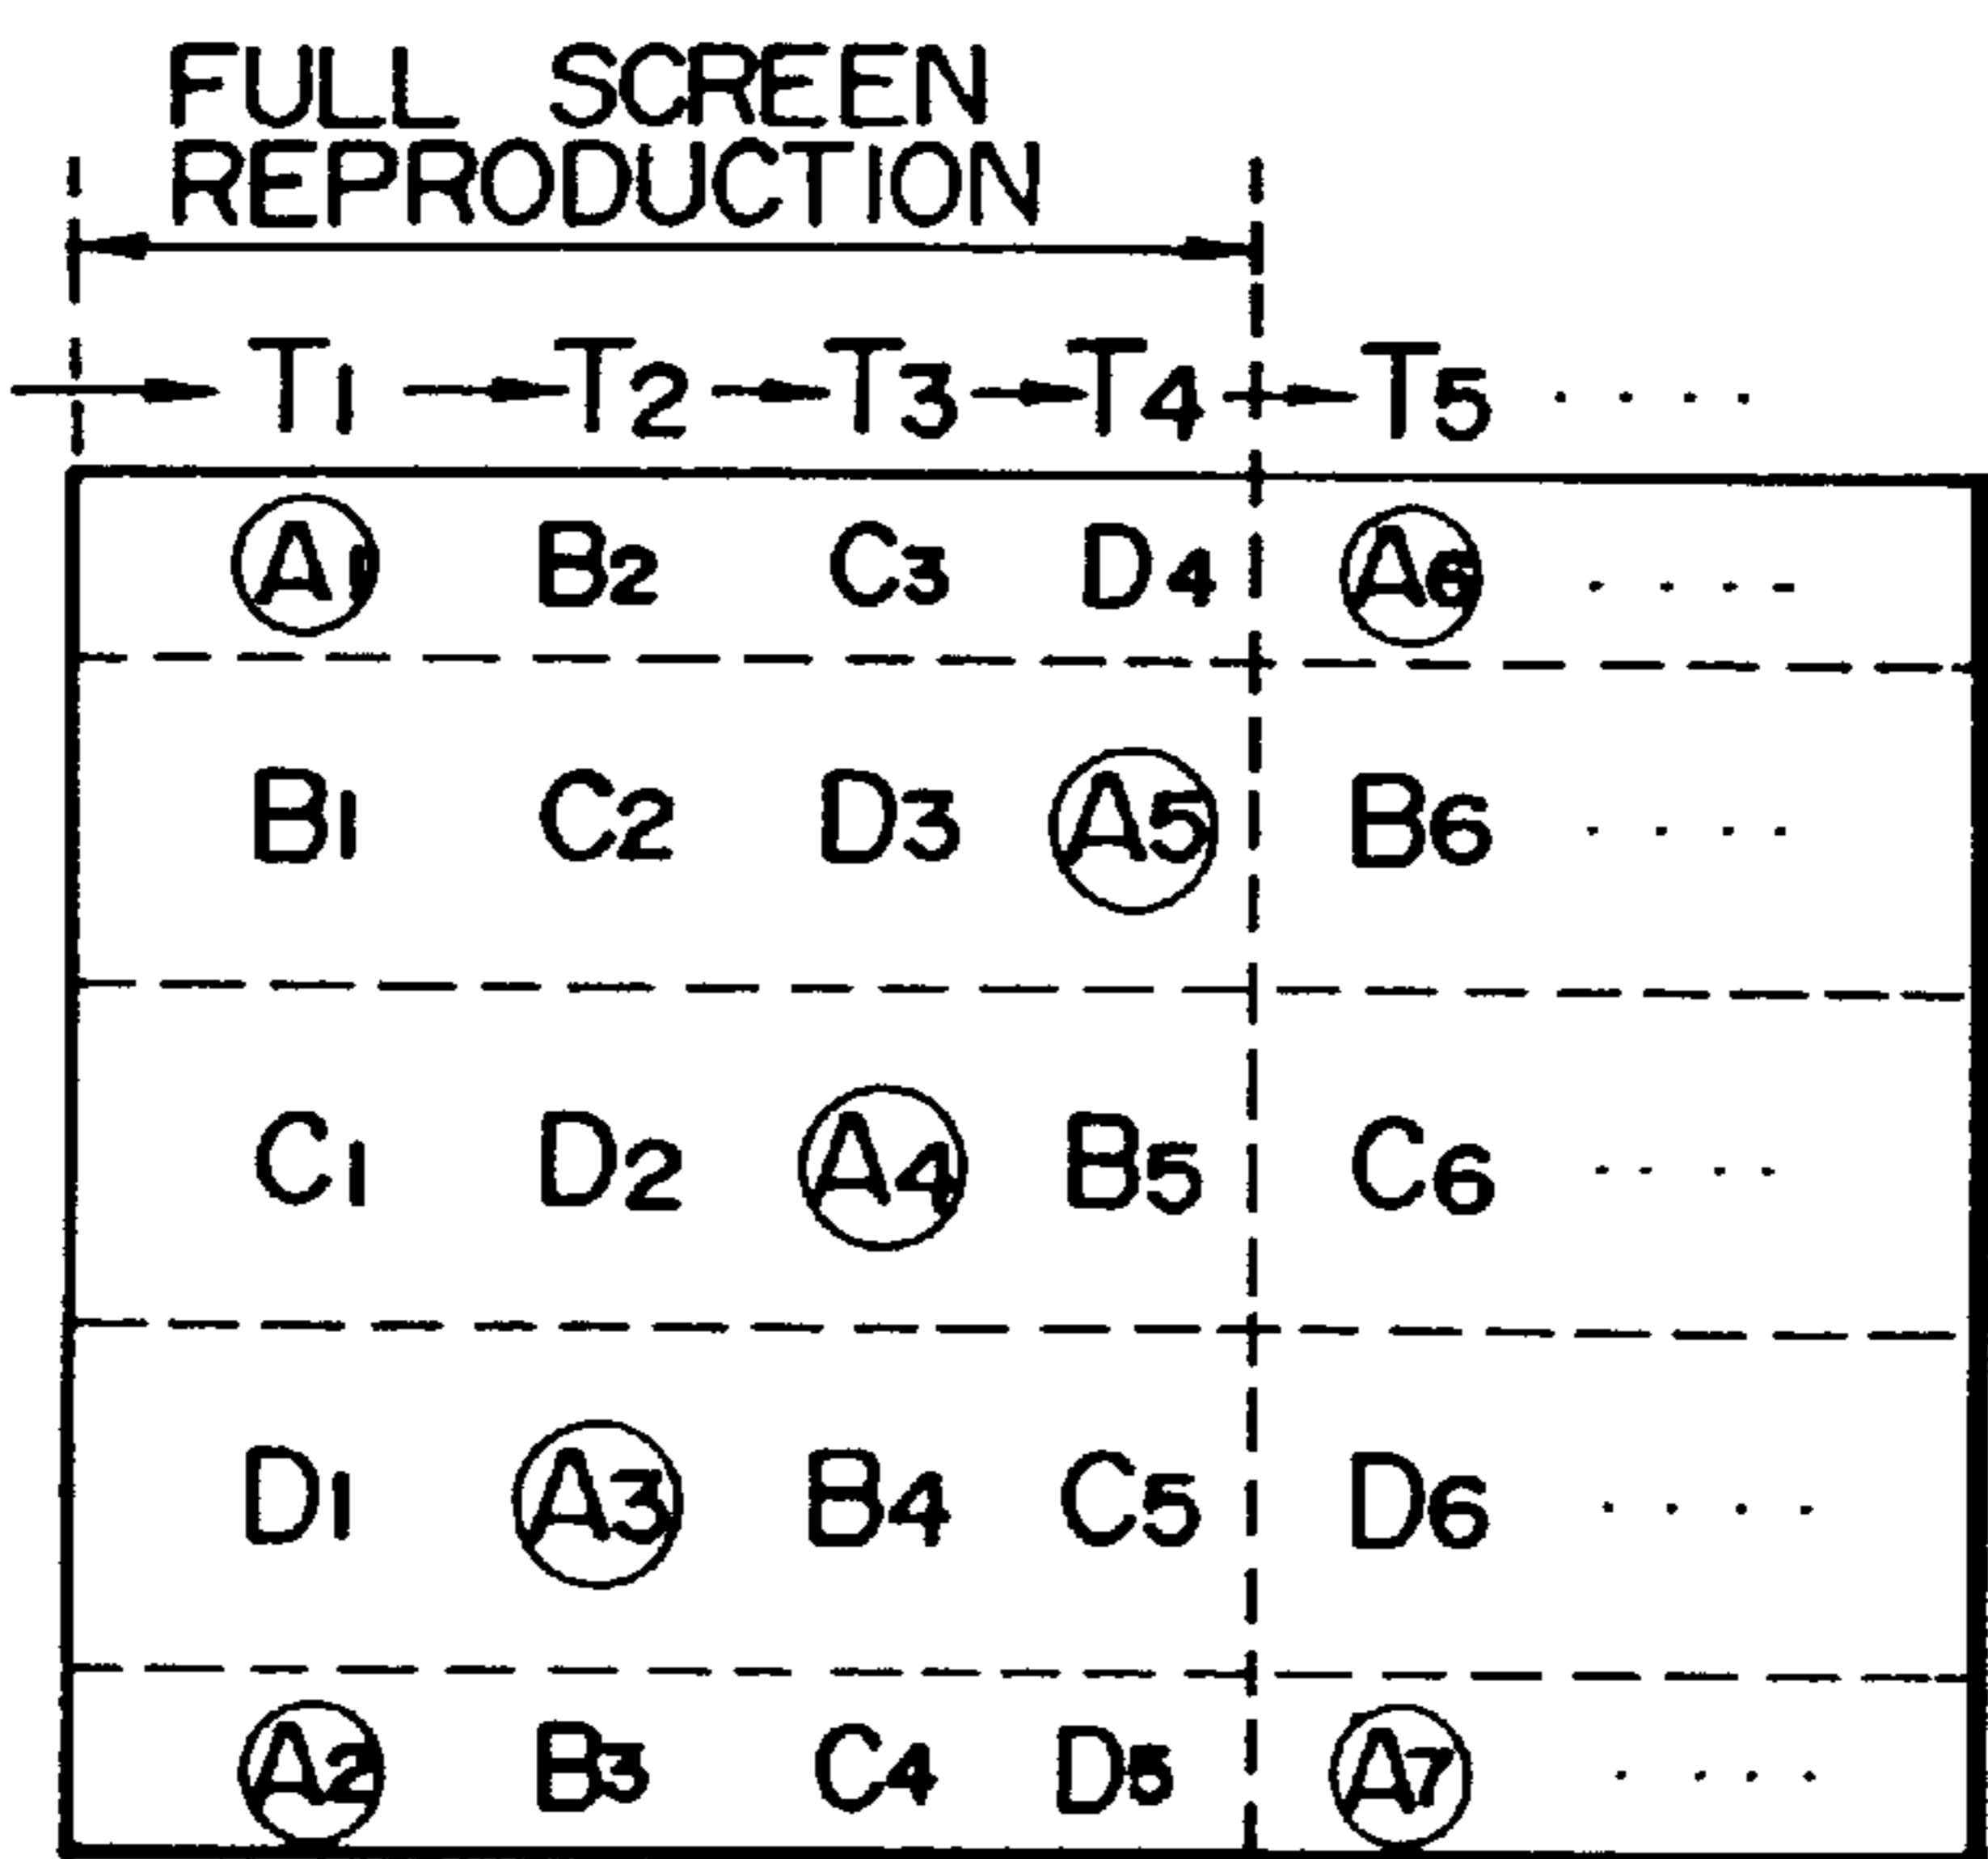 FULL SCREEN
REPRODUCTION
T1 T2 T3 T4 T5 ....
A1 B2 C3 D4 A6 ....
B1 C2 D3 A5 B6 ....
C1 D2 A4 B5 C6 ....
D1 A3 B4 C5 D6 ....
A2 B3 C4 D5 A7 ....